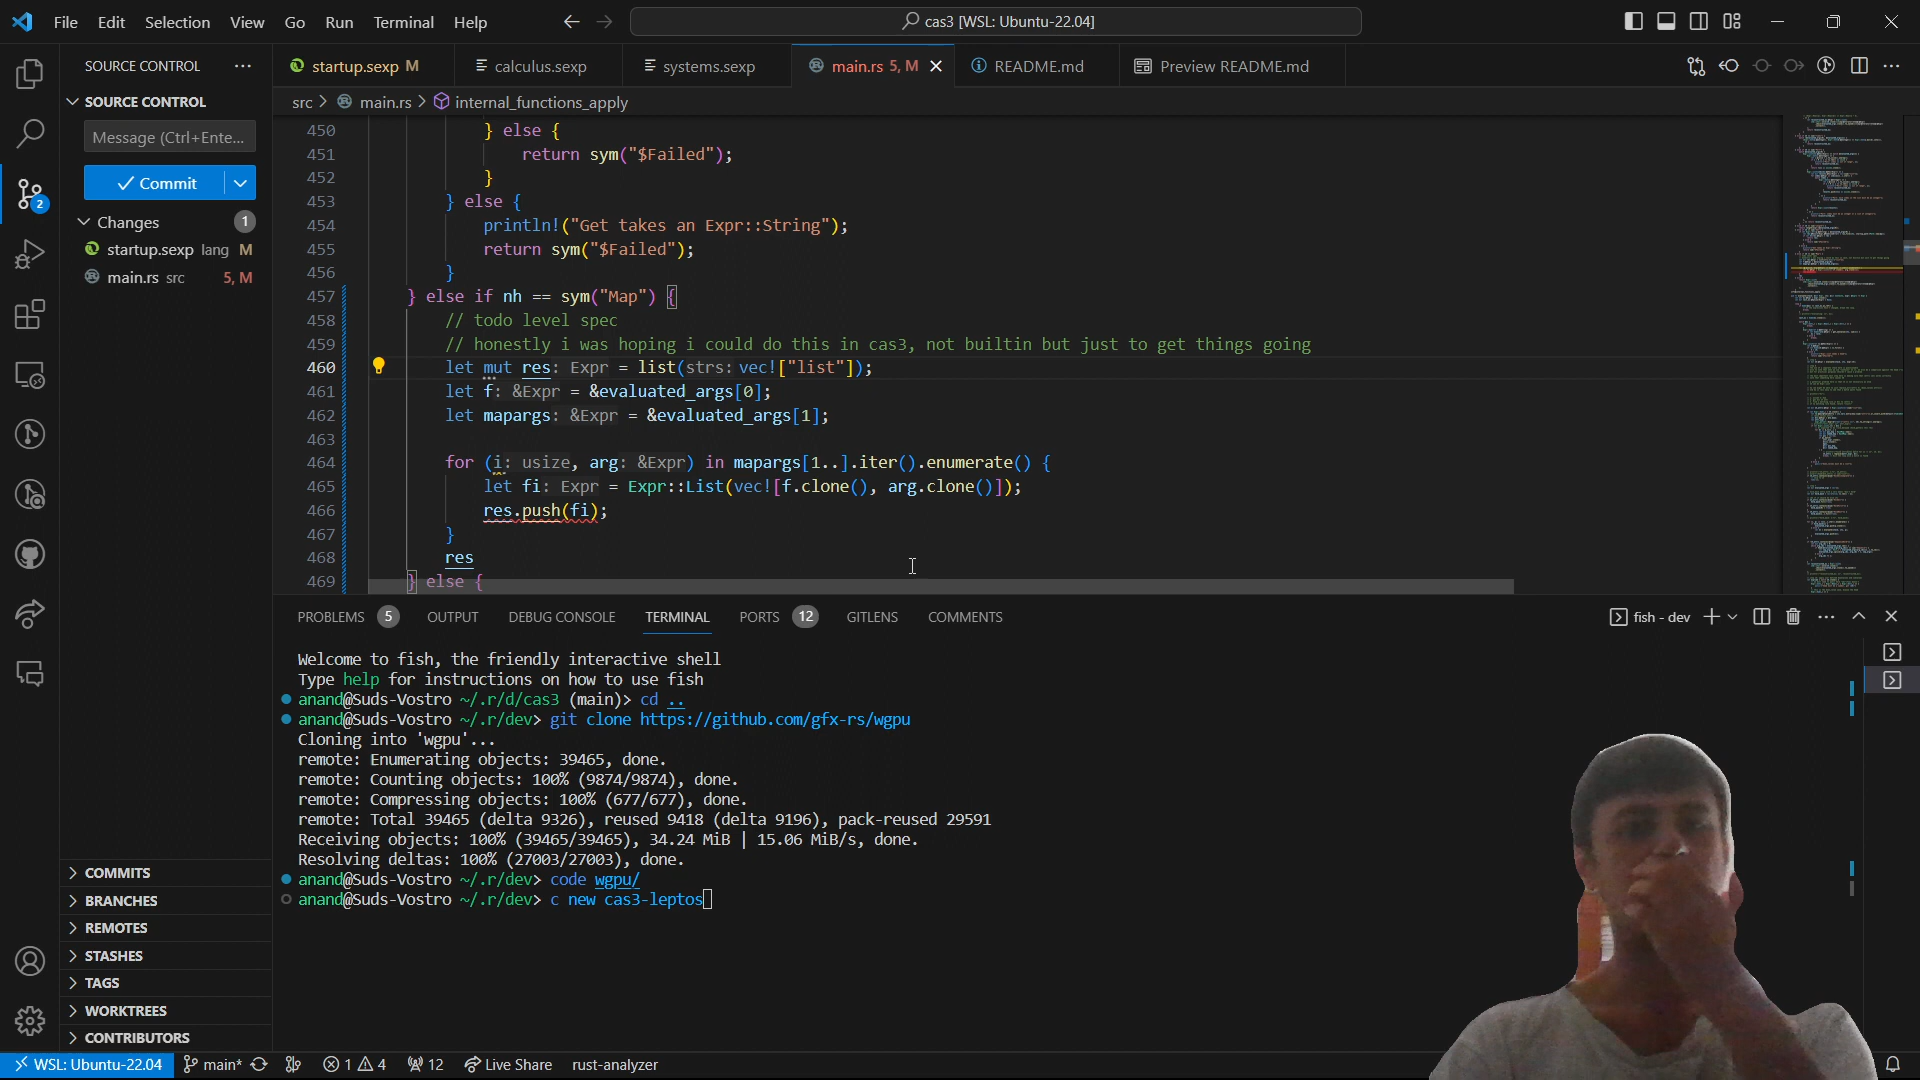 File Edit Selection View Go Run Terminal Help
cas3 [WSL: Ubuntu-22.04]
SOURCE CONTROL
startup.sexp M
calculus.sexp
systems.sexp
main.rs 5, M
README.md
Preview README.md
SOURCE CONTROL
src > main.rs > internal_functions_apply
Message (Ctrl+Ente...
Commit
Changes 1
startup.sexp lang M
main.rs src 5, M
2
450 } else {
451 return sym("$Failed");
452 }
453 } else {
454 println!("Get takes an Expr::String");
455 return sym("$Failed");
456 }
457 } else if nh == sym("Map") {
458 // todo level spec
459 // honestly i was hoping i could do this in cas3, not builtin but just to get things going
460 let mut res: Expr = list(strs: vec!["list"]);
461 let f: &Expr = &evaluated_args[0];
462 let mapargs: &Expr = &evaluated_args[1];
463
464 for (i: usize, arg: &Expr) in mapargs[1..].iter().enumerate() {
465 let fi: Expr = Expr::List(vec![f.clone(), arg.clone()]);
466 res.push(fi);
467 }
468 res
469 } else {
PROBLEMS 5 OUTPUT DEBUG CONSOLE TERMINAL PORTS 12 GITLENS COMMENTS
fish - dev
Welcome to fish, the friendly interactive shell
Type help for instructions on how to use fish
anand@Suds-Vostro ~/.r/d/cas3 (main)> cd ..
anand@Suds-Vostro ~/.r/dev> git clone https://github.com/gfx-rs/wgpu
Cloning into 'wgpu'...
remote: Enumerating objects: 39465, done.
remote: Counting objects: 100% (9874/9874), done.
remote: Compressing objects: 100% (677/677), done.
remote: Total 39465 (delta 9326), reused 9418 (delta 9196), pack-reused 29591
Receiving objects: 100% (39465/39465), 34.24 MiB | 15.06 MiB/s, done.
Resolving deltas: 100% (27003/27003), done.
anand@Suds-Vostro ~/.r/dev> code wgpu/
anand@Suds-Vostro ~/.r/dev> c new cas3-leptos
COMMITS
BRANCHES
REMOTES
STASHES
TAGS
WORKTREES
CONTRIBUTORS
WSL: Ubuntu-22.04 main* 1 4 12 Live Share rust-analyzer